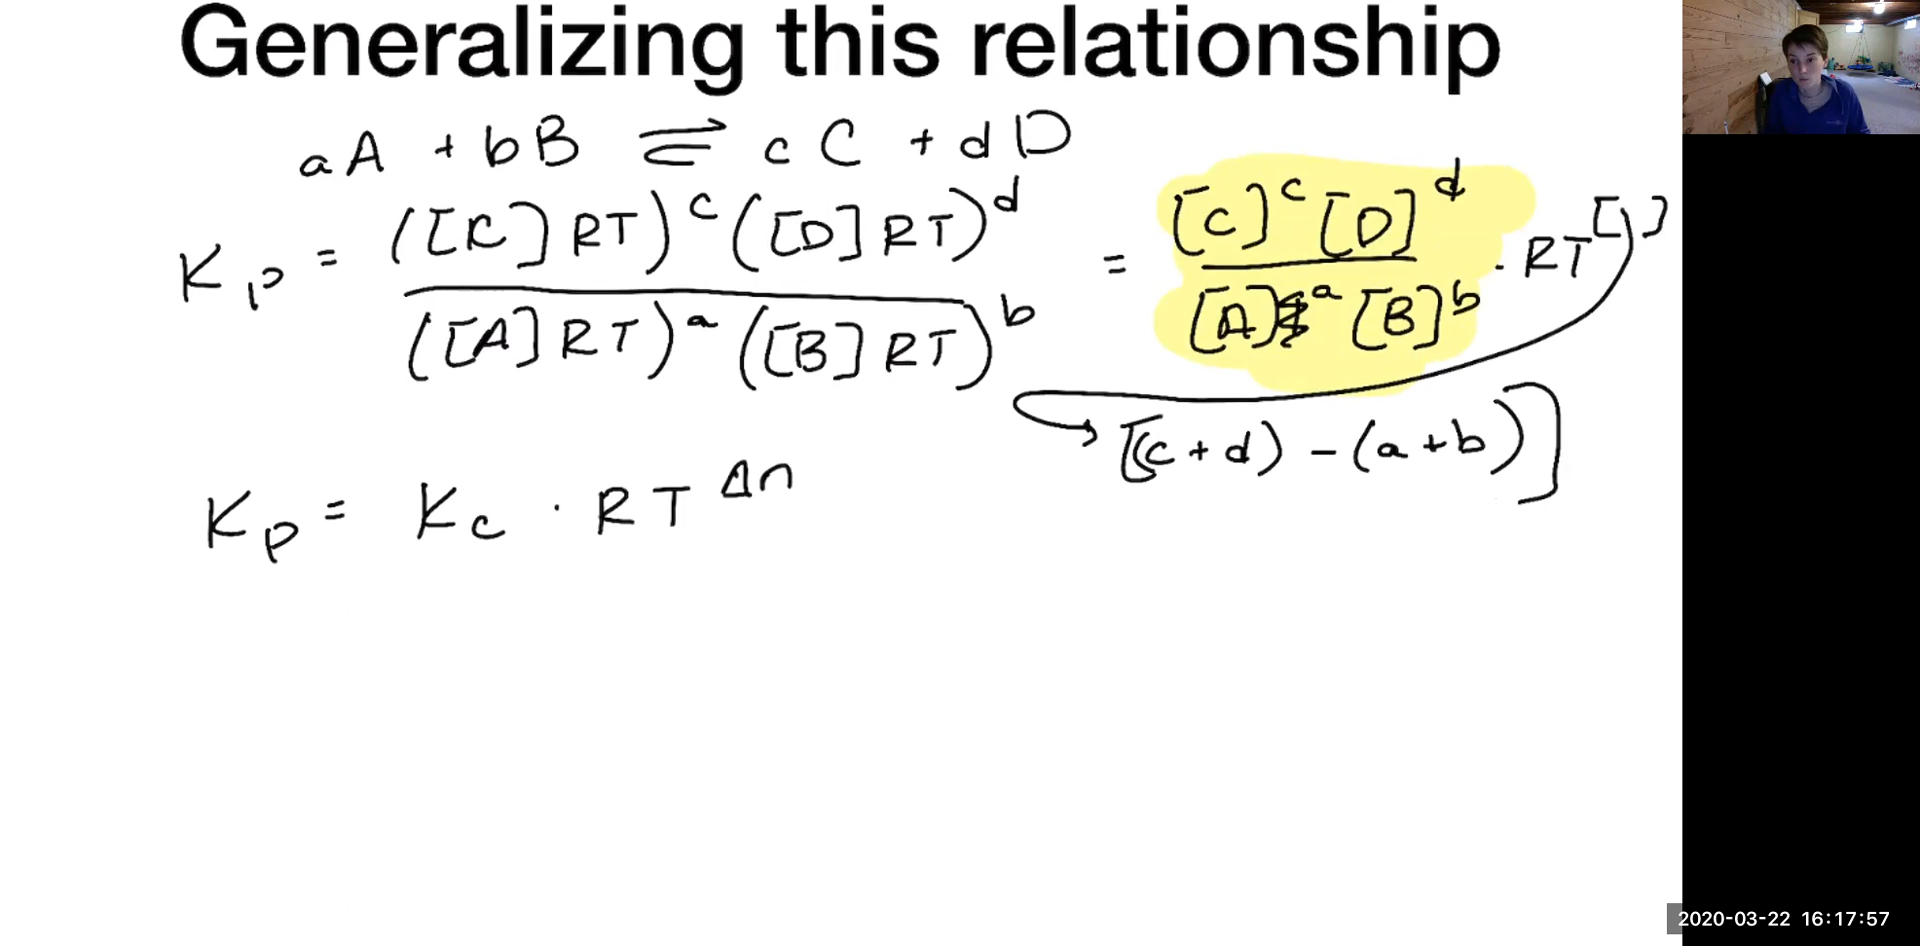 Generalizing this relationship
aA + bB ⇌ cC + dD
Kp = ([C] RT)^c ([D] RT)^d / ([A] RT)^a ([B] RT)^b = [C]^c [D]^d / [A]^a [B]^b · RT^[ ]
[(c + d) - (a + b)]
Kp = Kc · RT^Δn
2020-03-22 16:17:57